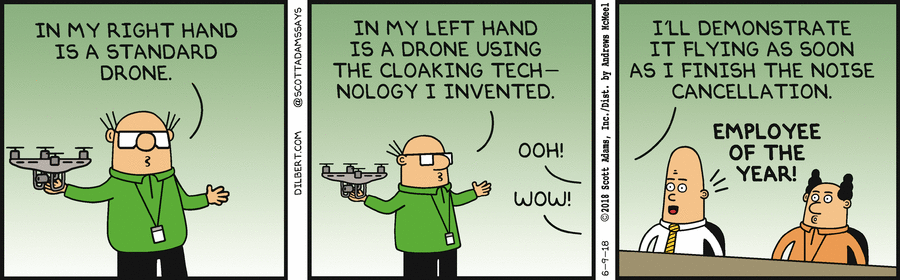 IN MY RIGHT HAND
IS A STANDARD
DRONE.
DILBERT.COM
@SCOTTADAMSSAYS
IN MY LEFT HAND
IS A DRONE USING
THE CLOAKING TECH-
NOLOGY I INVENTED.
OOH!
WOW!
6-9-18 ©2018 Scott Adams, Inc./Dist. by Andrews McMeel
I'LL DEMONSTRATE
IT FLYING AS SOON
AS I FINISH THE NOISE
CANCELLATION.
EMPLOYEE
OF THE
YEAR!